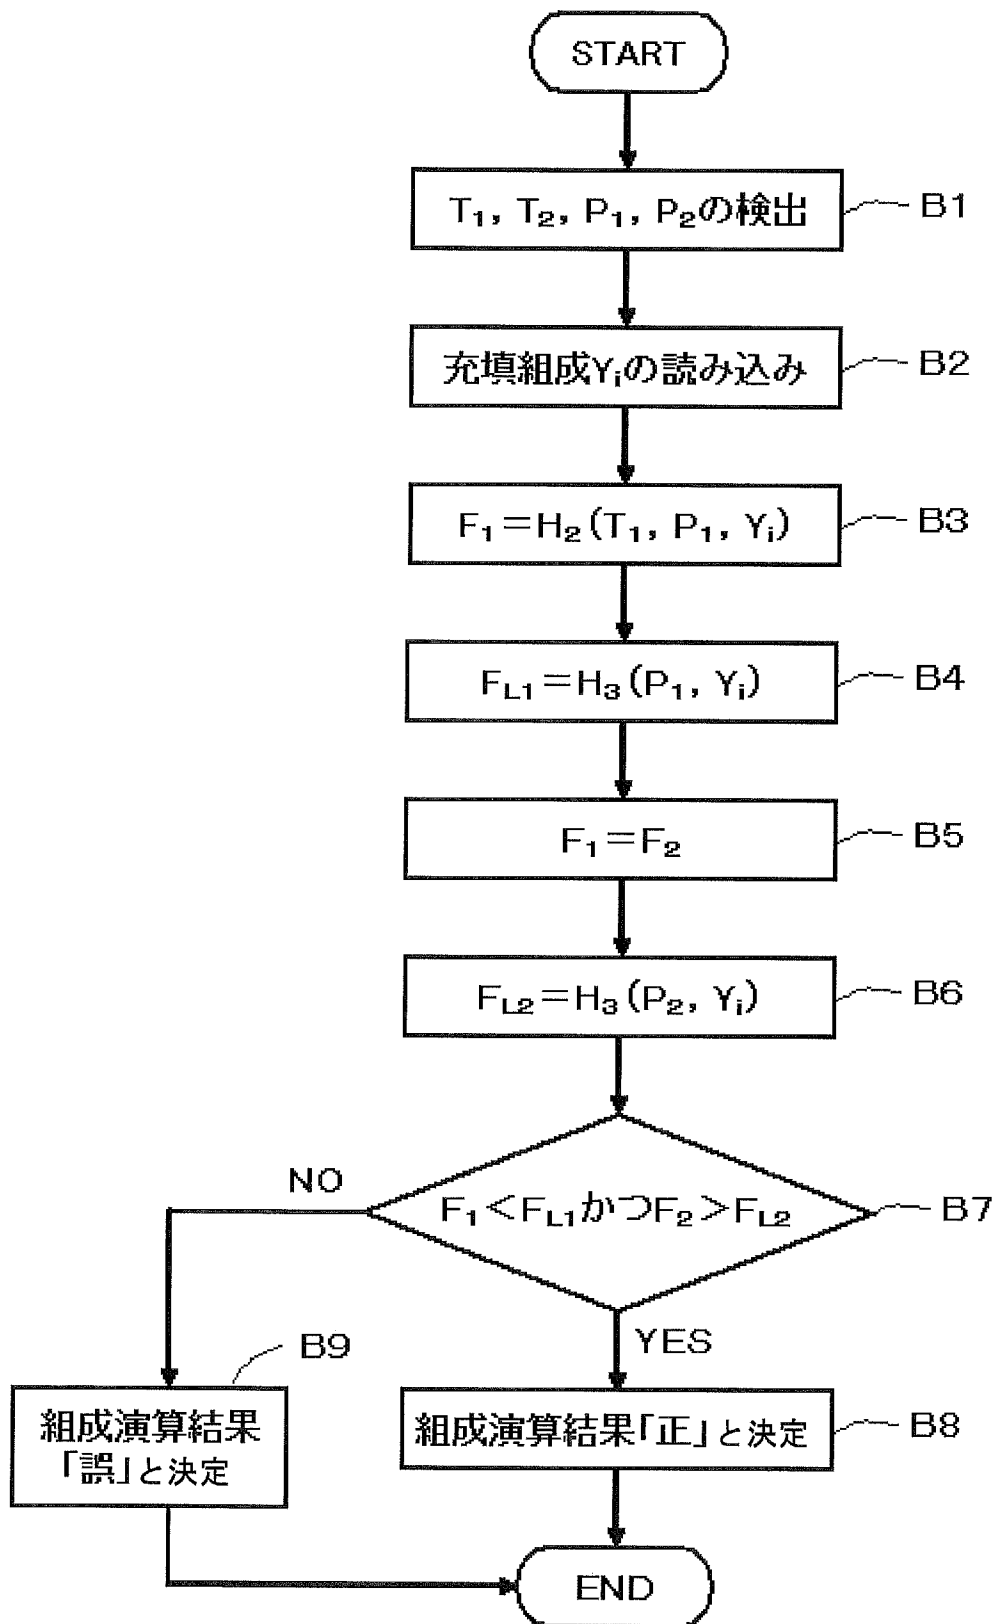 START
T₁, T₂, P₁, P₂の検出
B1
充填組成Yᵢの読み込み
B2
F₁=H₂(T₁, P₁, Yᵢ)
B3
F_L1=H₃(P₁, Yᵢ)
B4
F₁=F₂
B5
F_L2=H₃(P₂, Yᵢ)
B6
F₁<F_L1かつF₂>F_L2
B7
NO
YES
B9
組成演算結果
「誤」と決定
組成演算結果「正」と決定
B8
END